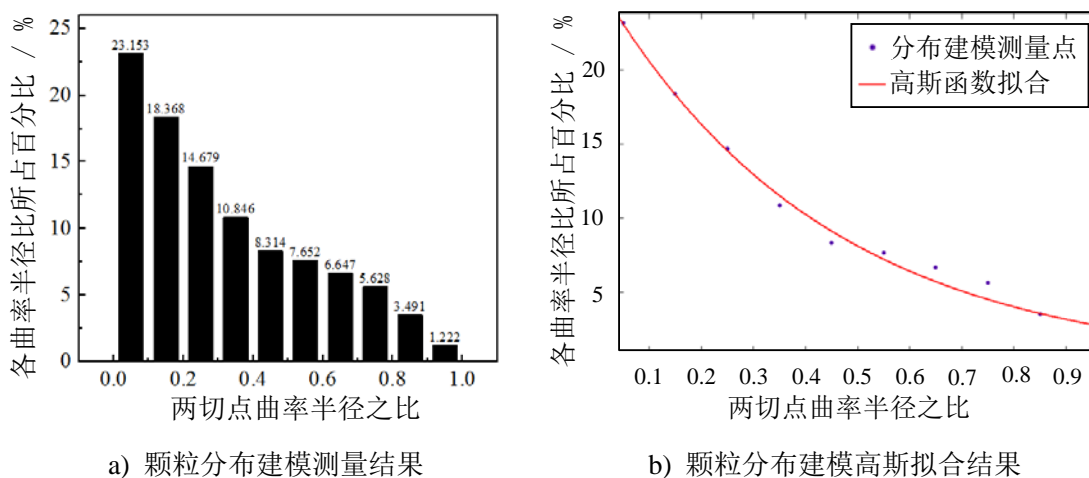 各曲率半径比所占百分比 / %
25
20
15
10
5
0
23.153
18.368
14.679
10.846
8.314
7.652
6.647
5.628
3.491
1.222
0.0 0.2 0.4 0.6 0.8 1.0
两切点曲率半径之比
a) 颗粒分布建模测量结果
各曲率半径比所占百分比 / %
20
15
10
5
分布建模测量点
高斯函数拟合
0.1 0.2 0.3 0.4 0.5 0.6 0.7 0.8 0.9
两切点曲率半径之比
b) 颗粒分布建模高斯拟合结果